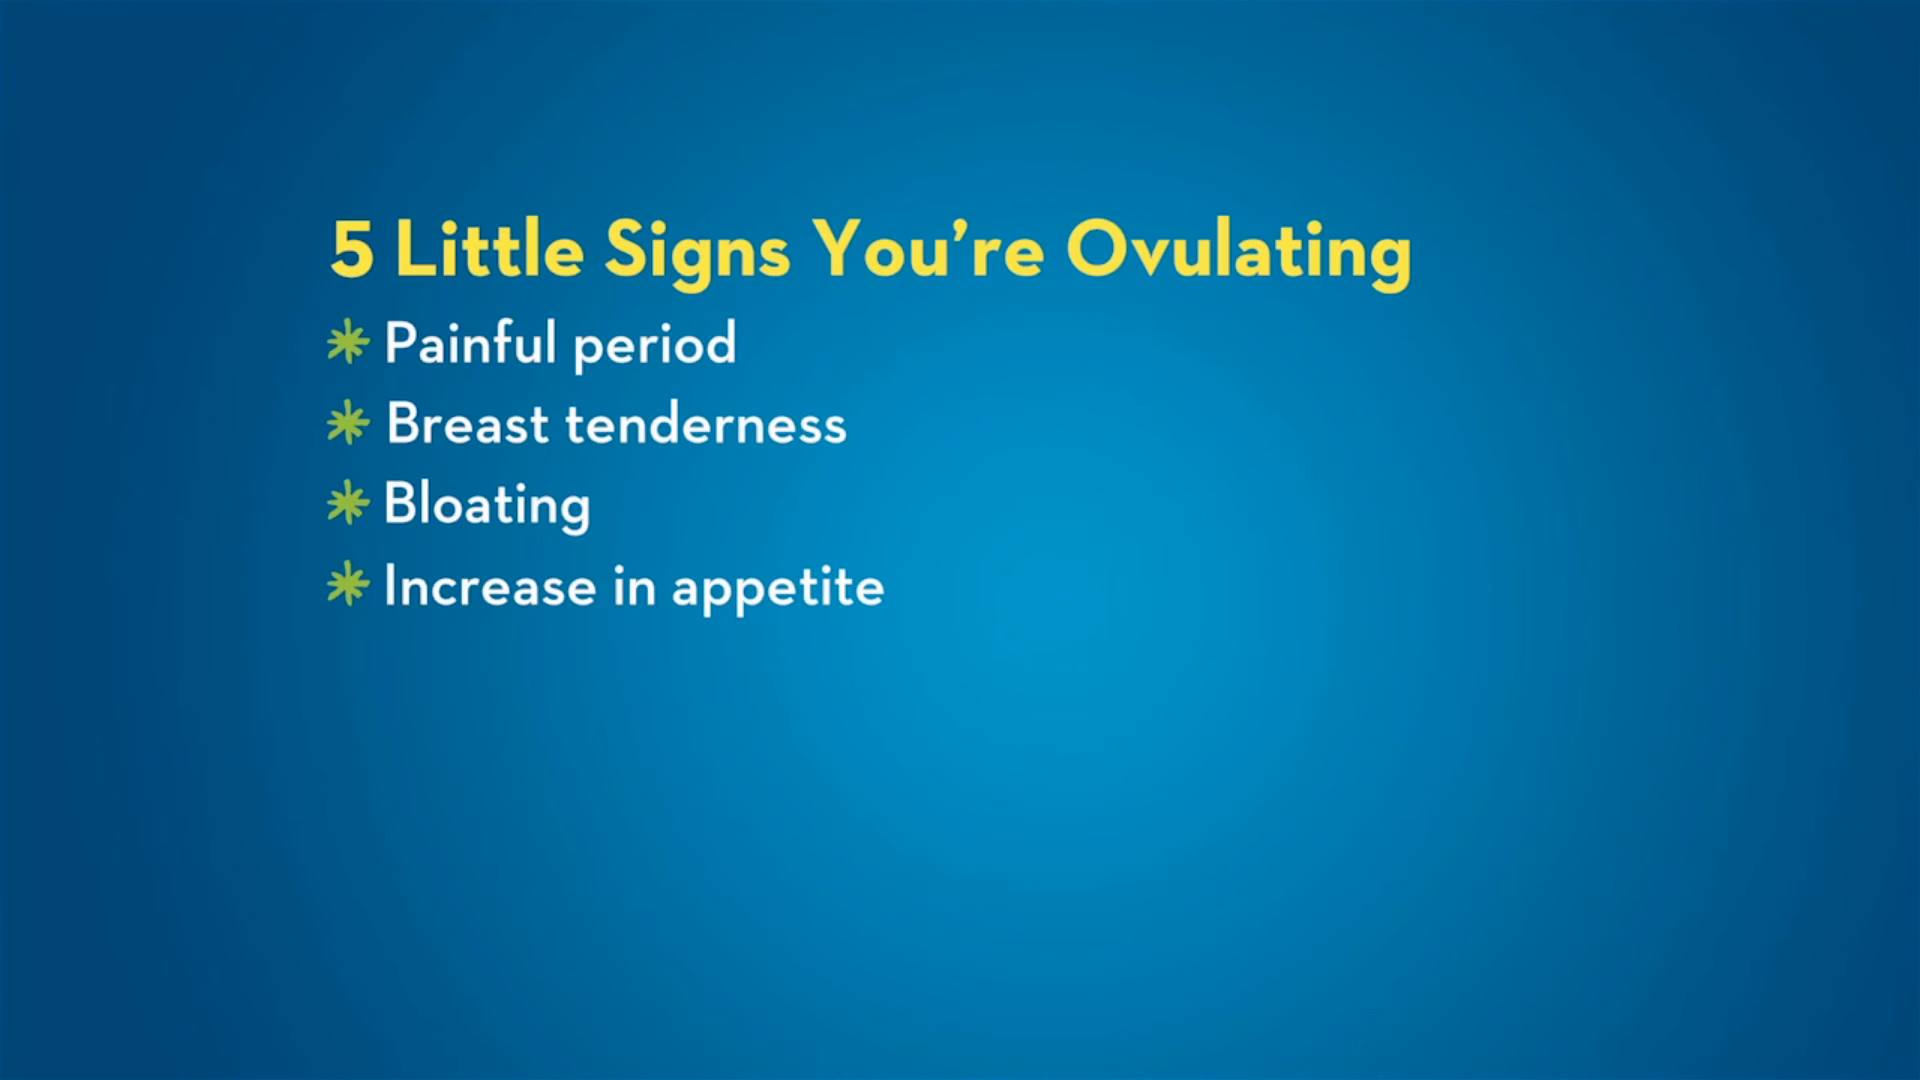 5 Little Signs You’re Ovulating
Painful period
Breast tenderness
Bloating
Increase in appetite